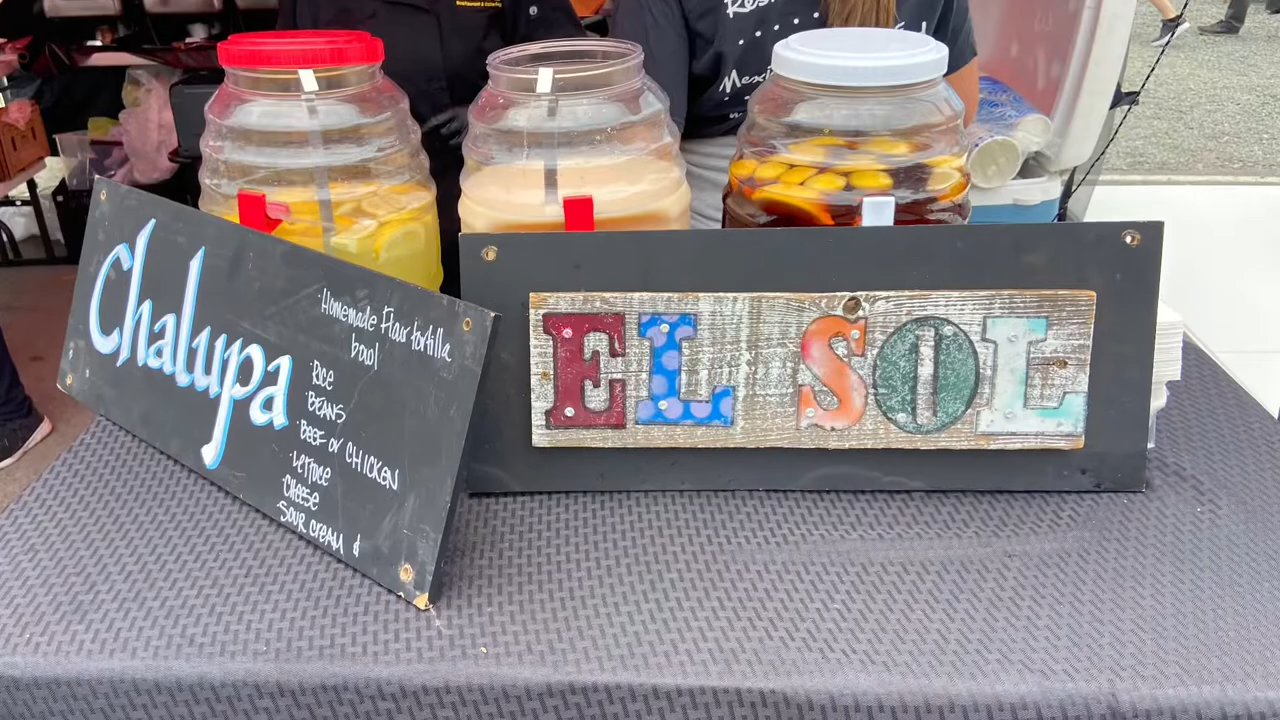 Chalupa
·Homemade Flour tortilla
bowl
·RICE
·BEANS
·BEEF or CHICKEN
·Lettuce
CHEESE
·SOUR CREAM &
EL SOL